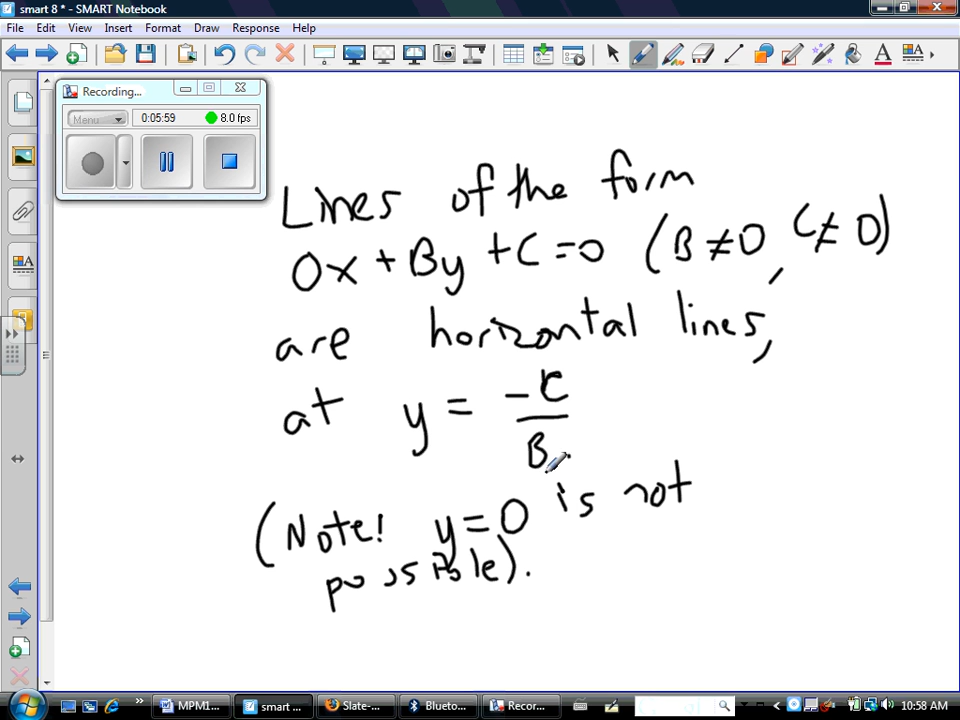 smart 8 * - SMART Notebook
File Edit View Insert Format Draw Response Help
Recording...
Menu 0:05:59 8.0 fps
Lines of the form
0x + By + C = 0 (B ≠ 0, C ≠ 0)
are horizontal lines,
at y = -C
B
(Note! y = 0 is not
possible).
MPM1... smart ... Slate-... Blueto... Recor... 10:58 AM